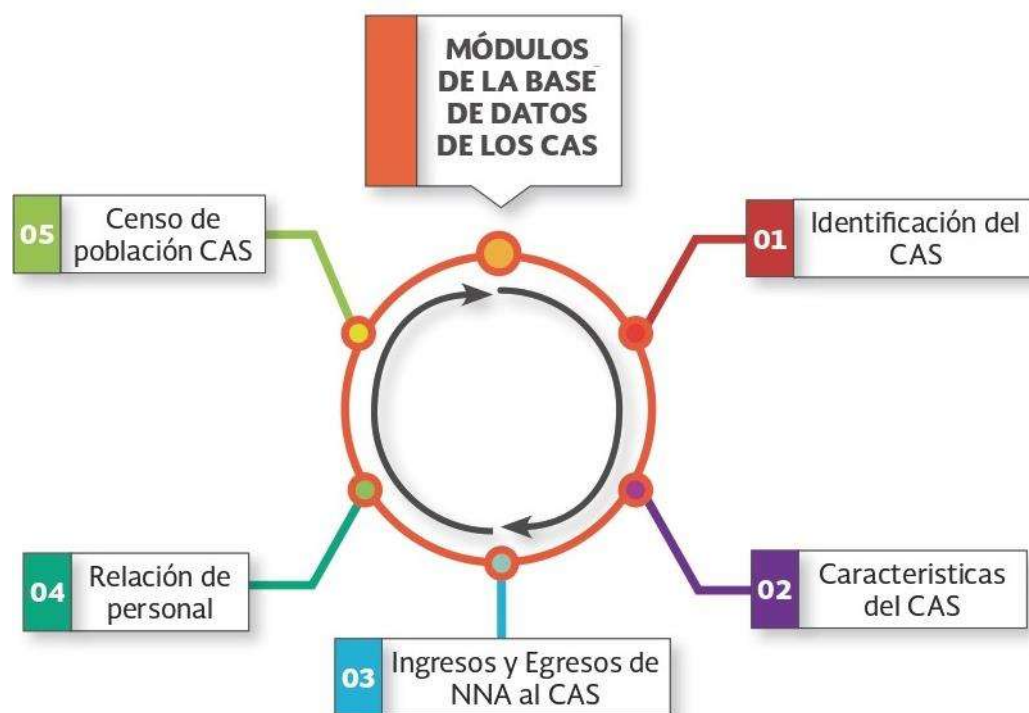 MÓDULOS
DE LA BASE
DE DATOS
DE LOS CAS
01
Identificación del
CAS
02
Caracteristicas
del CAS
03
Ingresos y Egresos de
NNA al CAS
04
Relación de
personal
05
Censo de
población CAS